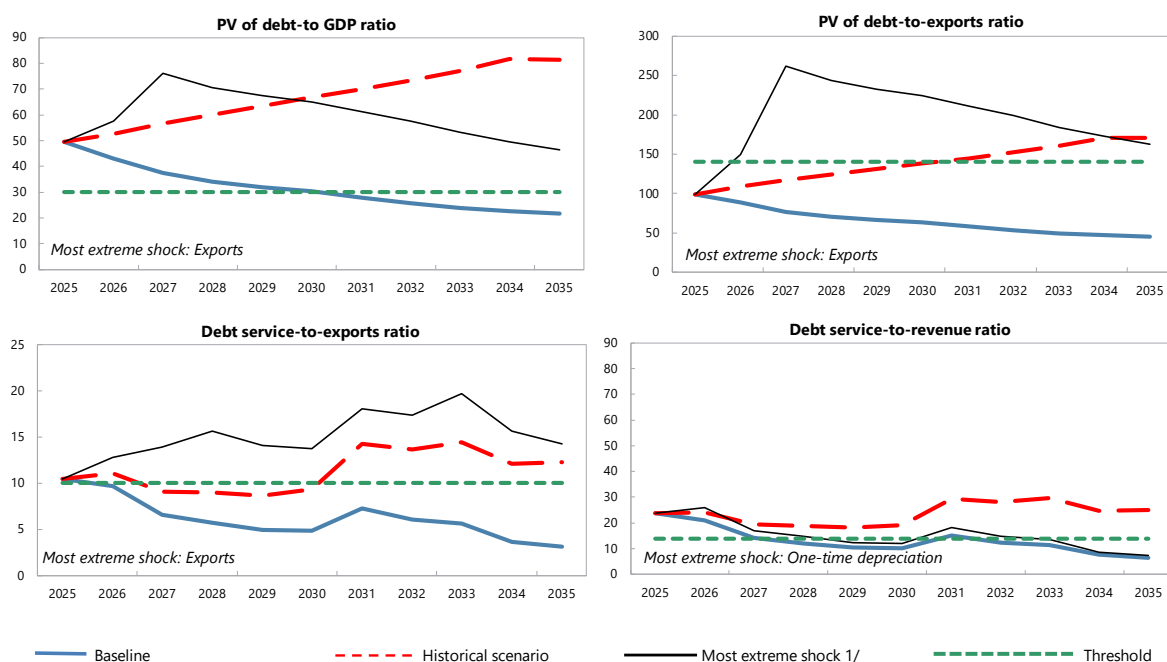 PV of debt-to GDP ratio
90
80
70
60
50
40
30
20
10
0
Most extreme shock: Exports
2025 2026 2027 2028 2029 2030 2031 2032 2033 2034 2035
PV of debt-to-exports ratio
300
250
200
150
100
50
0
Most extreme shock: Exports
2025 2026 2027 2028 2029 2030 2031 2032 2033 2034 2035
Debt service-to-exports ratio
25
20
15
10
5
0
Most extreme shock: Exports
2025 2026 2027 2028 2029 2030 2031 2032 2033 2034 2035
Debt service-to-revenue ratio
90
80
70
60
50
40
30
20
10
0
Most extreme shock: One-time depreciation
2025 2026 2027 2028 2029 2030 2031 2032 2033 2034 2035
Baseline Historical scenario Most extreme shock 1/ Threshold